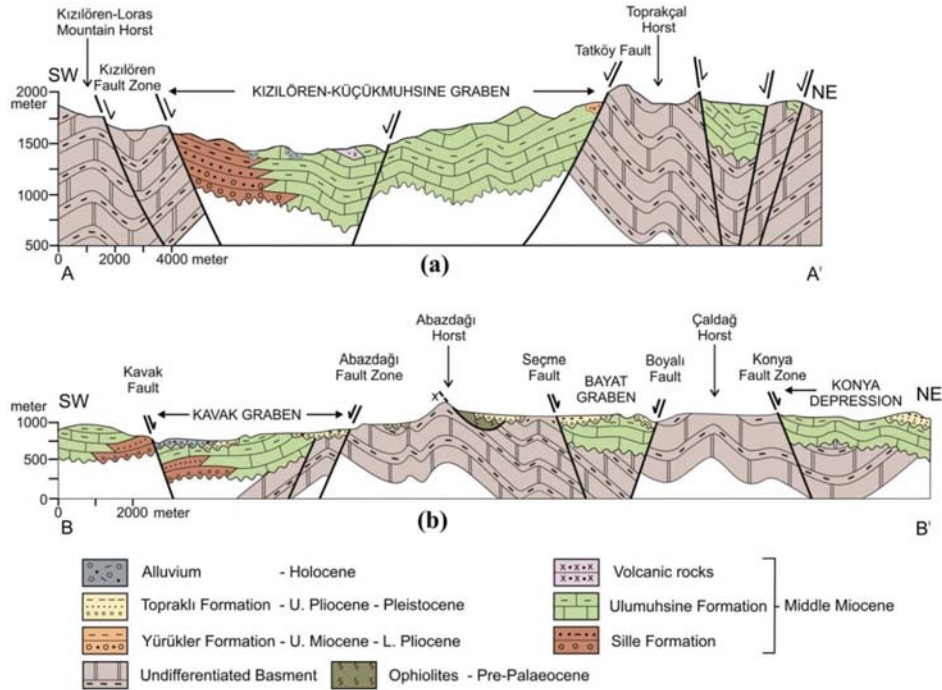 Kızılören-Loras
Mountain Horst
Toprakçal
Horst
Tatköy Fault
SW
Kızılören
Fault Zone
KIZILÖREN-KÜÇÜKMUHSINE GRABEN
NE
2000
meter
1500
1000
500
0 2000 4000 meter
A
(a)
A'
Abazdağı
Horst
Çaldağ
Horst
Kavak
Fault
Abazdağı
Fault Zone
Seçme
Fault
Boyalı
Fault
Konya
Fault Zone
SW
KAVAK GRABEN
x
BAYAT
GRABEN
KONYA
DEPRESSION
NE
1000
meter
500
0
0 2000 meter
B
(b)
B'
Alluvium - Holocene
Topraklı Formation - U. Pliocene - Pleistocene
Yürükler Formation - U. Miocene - L. Pliocene
Undifferentiated Basment
Ophiolites - Pre-Palaeocene
Volcanic rocks
Ulumuhsine Formation
Sille Formation
Middle Miocene